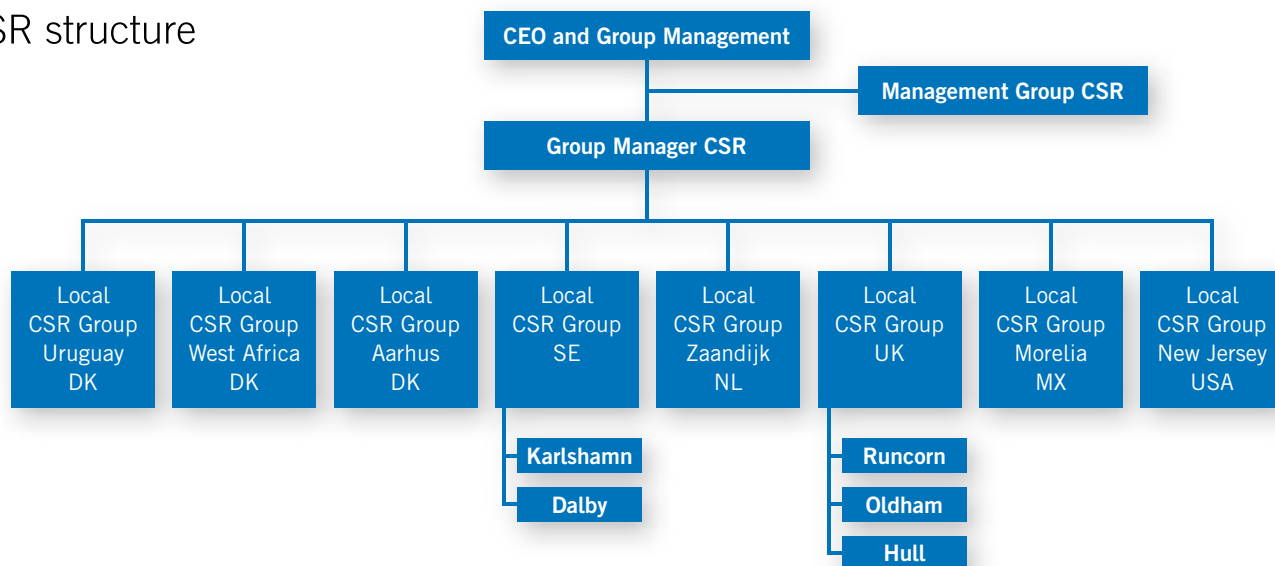 SR structure
CEO and Group Management
Management Group CSR
Group Manager CSR
Local
CSR Group
Uruguay
DK
Local
CSR Group
West Africa
DK
Local
CSR Group
Aarhus
DK
Local
CSR Group
SE
Local
CSR Group
Zaandijk
NL
Local
CSR Group
UK
Local
CSR Group
Morelia
MX
Local
CSR Group
New Jersey
USA
Karlshamn
Dalby
Runcorn
Oldham
Hull